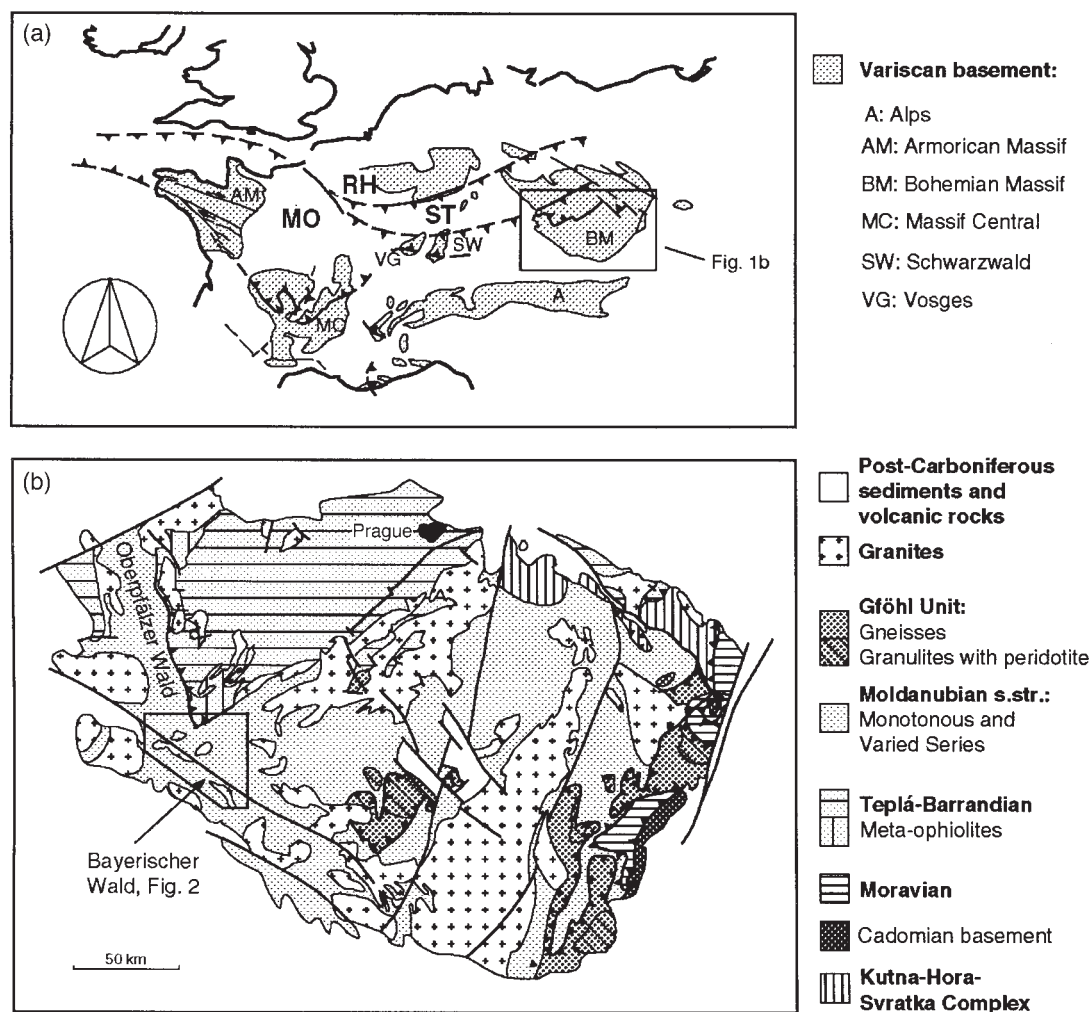 (a)
AM
MO
RH
ST
VG
SW
BM
MC
A
Fig. 1b
Variscan basement:
A: Alps
AM: Armorican Massif
BM: Bohemian Massif
MC: Massif Central
SW: Schwarzwald
VG: Vosges
(b)
Prague
Oberpfälzer Wald
Bayerischer
Wald, Fig. 2
50 km
Post-Carboniferous
sediments and
volcanic rocks
Granites
Gföhl Unit:
Gneisses
Granulites with peridotite
Moldanubian s.str.:
Monotonous and
Varied Series
Teplá-Barrandian
Meta-ophiolites
Moravian
Cadomian basement
Kutna-Hora-
Svratka Complex